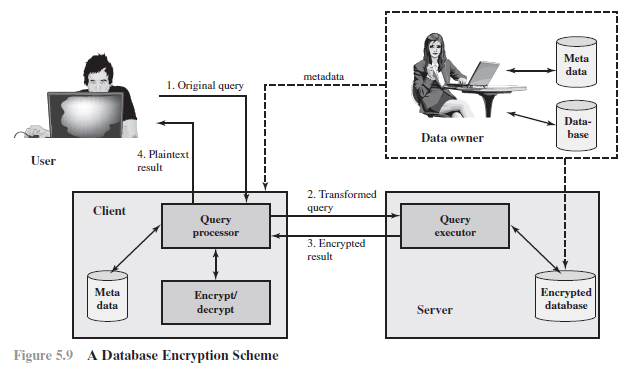 Meta
data
1. Original query
metadata
Data-
base
Data owner
User
4. Plaintext
result
2. Transformed
query
Client
Query
processor
Query
executor
3. Encrypted
result
Meta
data
Encrypt/
decrypt
Encrypted
database
Server
Figure 5.9 A Database Encryption Scheme